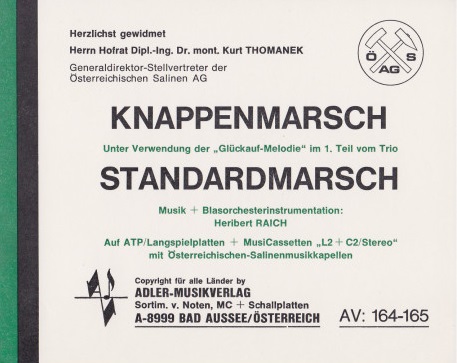 Herzlichst gewidmet
Herrn Hofrat Dipl.-Ing. Dr. mont. Kurt THOMANEK
Generaldirektor-Stellvertreter der
Österreichischen Salinen AG
Ö S
AG
KNAPPENMARSCH
Unter Verwendung der „Glückauf-Melodie“ im 1. Teil vom Trio
STANDARDMARSCH
Musik + Blasorchesterinstrumentation:
Heribert RAICH
Auf ATP/Langspielplatten + MusiCassetten „L2 + C2/Stereo“
mit Österreichischen-Salinenmusikkapellen
Copyright für alle Länder by
ADLER-MUSIKVERLAG
Sortim. v. Noten, MC + Schallplatten
A-8999 BAD AUSSEE/ÖSTERREICH
AV: 164-165